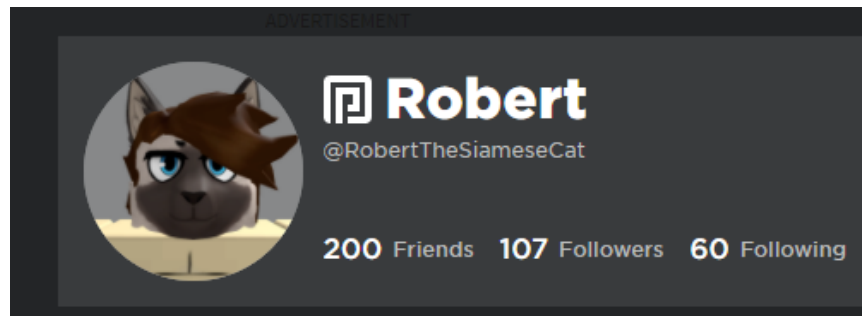 ADVERTISEMENT
Robert
@RobertTheSiameseCat
200 Friends 107 Followers 60 Following